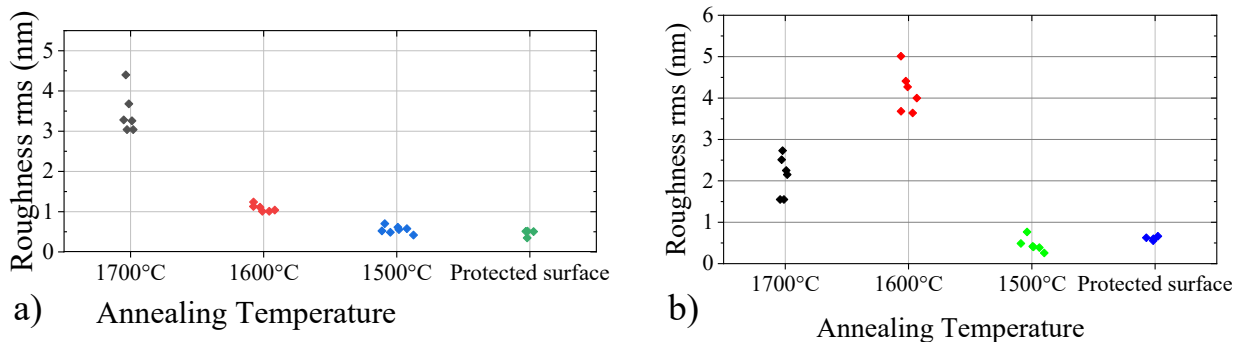 Roughness rms (nm)
5
4
3
2
1
0
1700°C 1600°C 1500°C Protected surface
a) Annealing Temperature
Roughness rms (nm)
6
5
4
3
2
1
0
1700°C 1600°C 1500°C Protected surface
b) Annealing Temperature